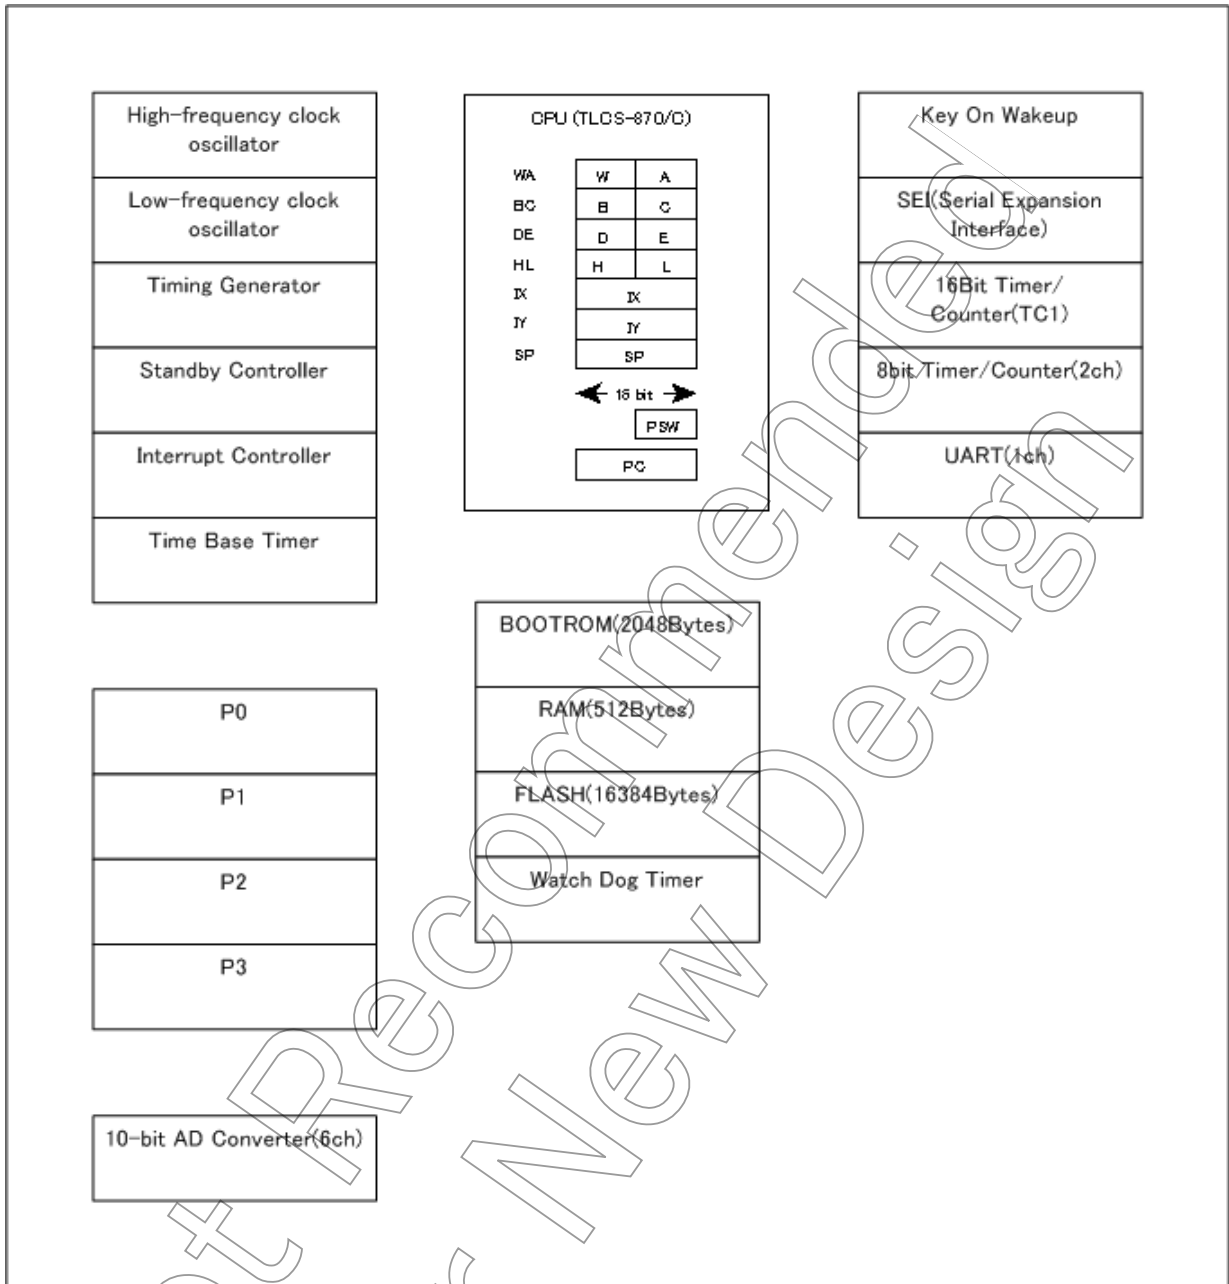 High-frequency clock
oscillator
Low-frequency clock
oscillator
Timing Generator
Standby Controller
Interrupt Controller
Time Base Timer
P0
P1
P2
P3
10-bit AD Converter(6ch)
CPU (TLCS-870/C)
WA W A
BC B C
DE D E
HL H L
IX IX
IY IY
SP SP
16 bit
PSW
PC
BOOTROM(2048Bytes)
RAM(512Bytes)
FLASH(16384Bytes)
Watch Dog Timer
Key On Wakeup
SEI(Serial Expansion
Interface)
16Bit Timer/
Counter(TC1)
8bit Timer/Counter(2ch)
UART(1ch)
Recommended
New Design